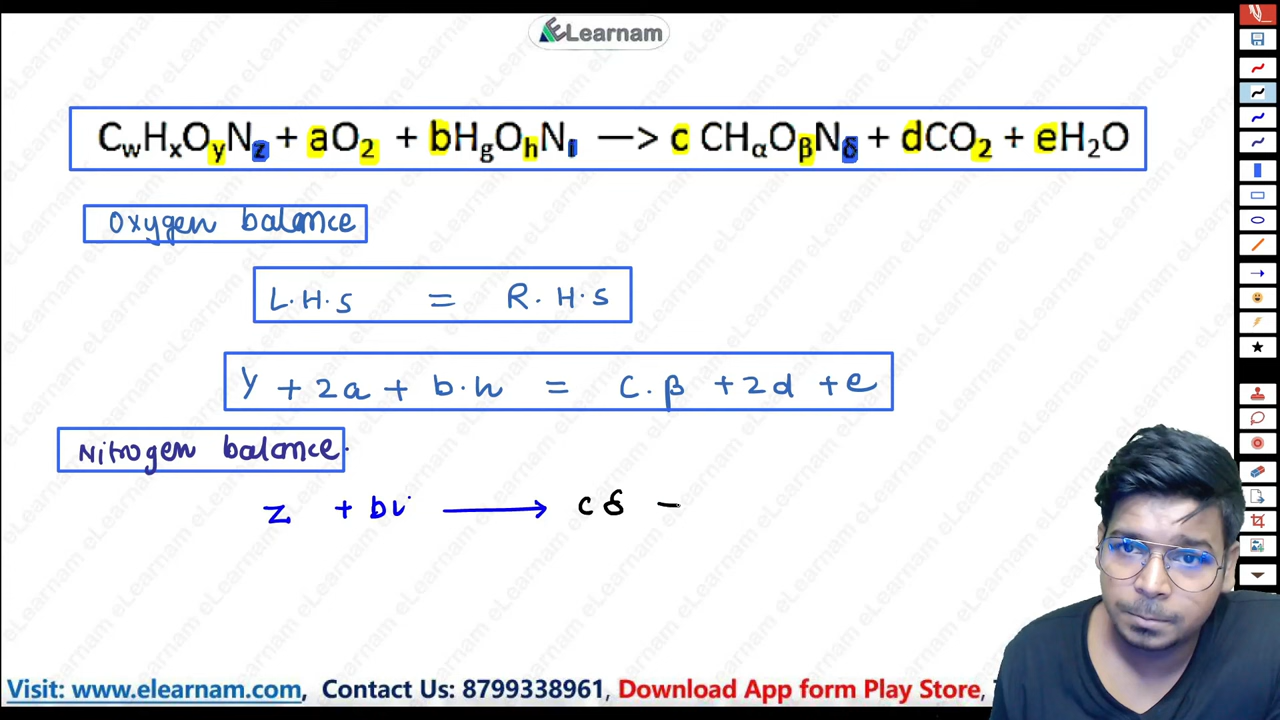 eLearnam
CwHxOyNz + aO₂ + bHgOhNi —> c CHαOβNδ + dCO₂ + eH₂O
Oxygen balance
L.H.S = R.H.S
Y + 2a + b.h = C.β + 2d + e
Nitrogen balance.
z + bi ⟶ cδ –
Visit: www.elearnam.com, Contact Us: 8799338961, Download App form Play Store,